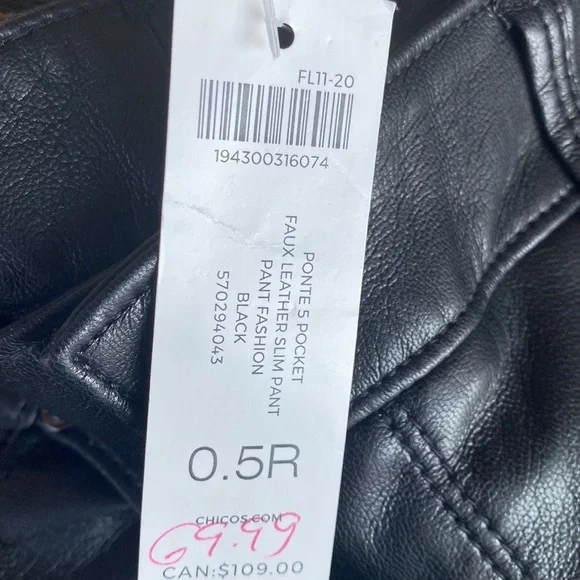 FL11-20
194300316074
PONTE 5 POCKET
FAUX LEATHER SLIM PANT
PANT FASHION
BLACK
570294043
0.5R
CHICOS.COM
69.99
CAN:$109.00